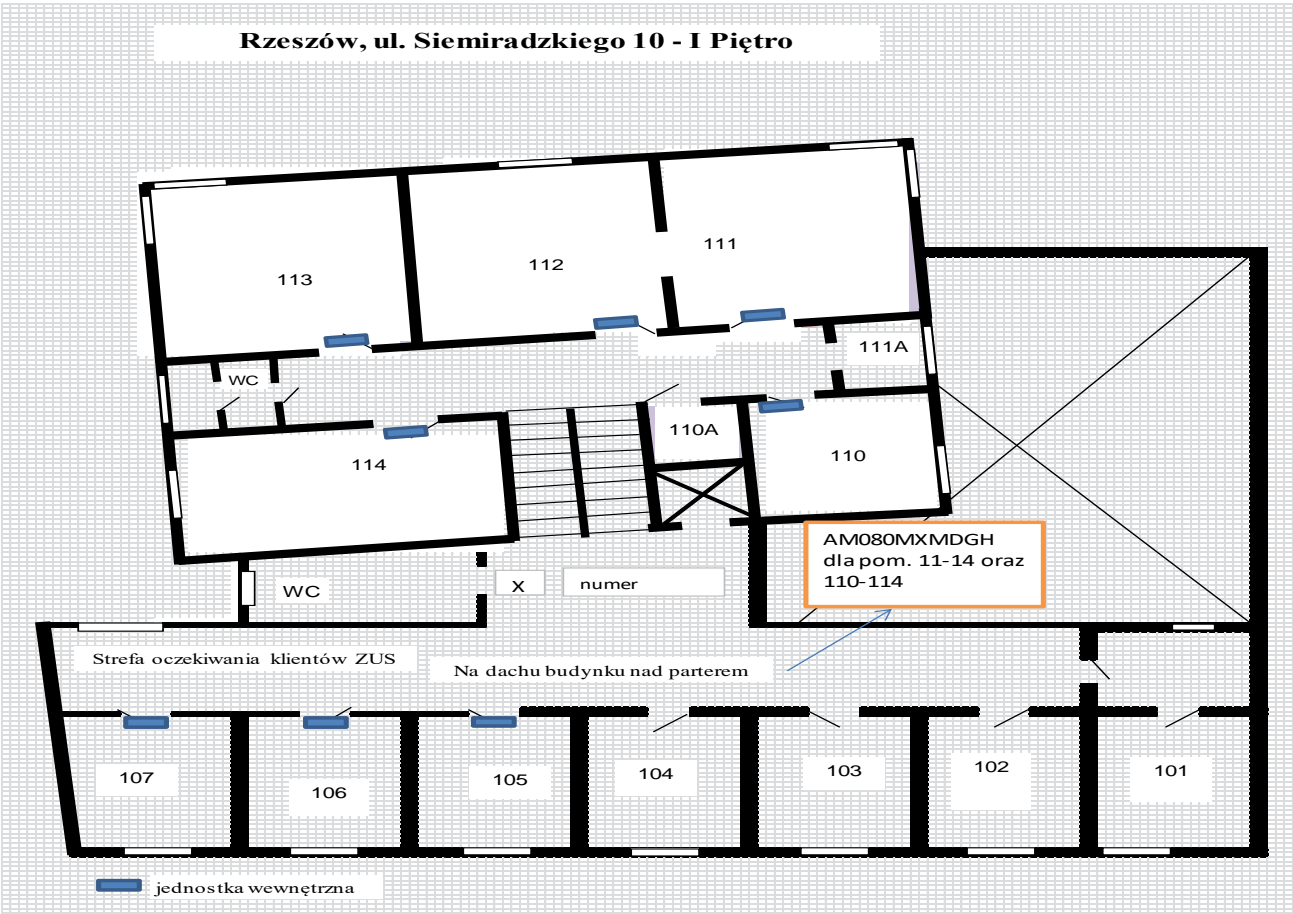 Rzeszów, ul. Siemiradzkiego 10 - I Piętro
113
112
111
111A
WC
114
110A
110
AM080MXMDGH
dla pom. 11-14 oraz
110-114
WC
X
numer
Strefa oczekiwania klientów ZUS
Na dachu budynku nad parterem
107
106
105
104
103
102
101
jednostka wewnętrzna